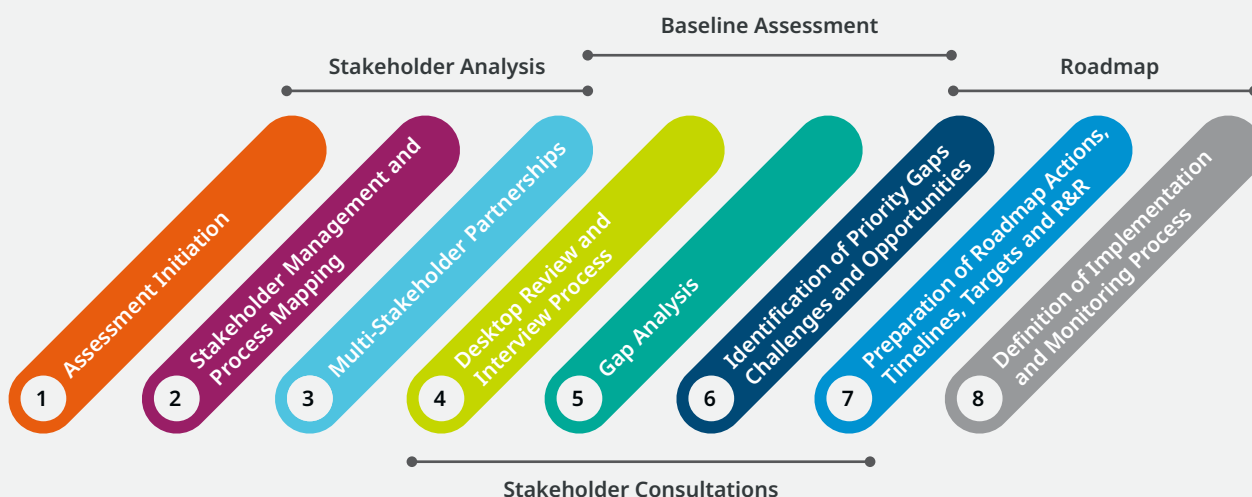 Baseline Assessment
Stakeholder Analysis
Roadmap
1
Assessment Initiation
2
Stakeholder Management and
Process Mapping
3
Multi-Stakeholder Partnerships
4
Desktop Review and
Interview Process
5
Gap Analysis
6
Identification of Priority Gaps
Challenges and Opportunities
7
Preparation of Roadmap Actions,
Timelines, Targets and R&R
8
Definition of Implementation
and Monitoring Process
Stakeholder Consultations